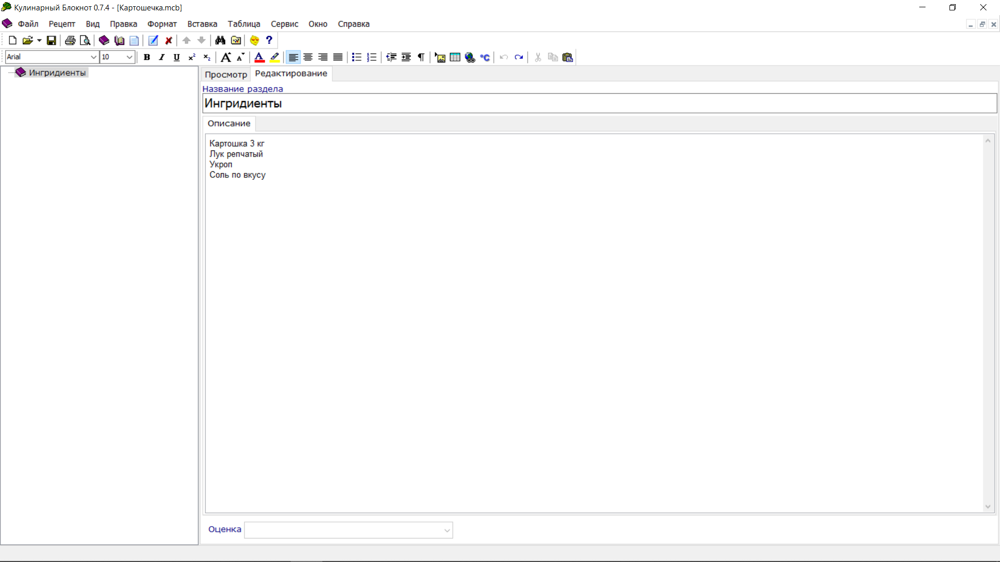 Кулинарный Блокнот 0.7.4 - [Картошечка.mcb]
Файл Рецепт Вид Правка Формат Вставка Таблица Сервис Окно Справка
Arial 10
Ингридиенты
Просмотр Редактирование
Название раздела
Ингридиенты
Описание
Картошка 3 кг
Лук репчатый
Укроп
Соль по вкусу
Оценка